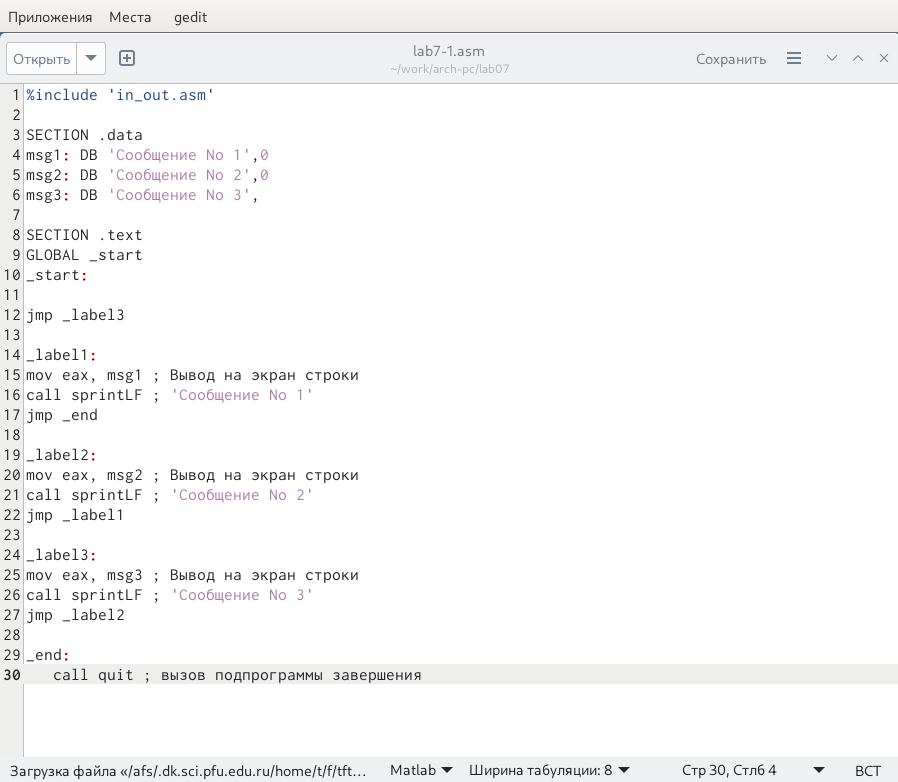 Приложения Места gedit
Открыть lab7-1.asm Сохранить
~/work/arch-pc/lab07
1 %include 'in_out.asm'
2
3 SECTION .data
4 msg1: DB 'Сообщение No 1',0
5 msg2: DB 'Сообщение No 2',0
6 msg3: DB 'Сообщение No 3',
7
8 SECTION .text
9 GLOBAL _start
10 _start:
11
12 jmp _label3
13
14 _label1:
15 mov eax, msg1 ; Вывод на экран строки
16 call sprintLF ; 'Сообщение No 1'
17 jmp _end
18
19 _label2:
20 mov eax, msg2 ; Вывод на экран строки
21 call sprintLF ; 'Сообщение No 2'
22 jmp _label1
23
24 _label3:
25 mov eax, msg3 ; Вывод на экран строки
26 call sprintLF ; 'Сообщение No 3'
27 jmp _label2
28
29 _end:
30    call quit ; вызов подпрограммы завершения
Загрузка файла «/afs/.dk.sci.pfu.edu.ru/home/t/f/tft... Matlab Ширина табуляции: 8 Стр 30, Стлб 4 ВСТ